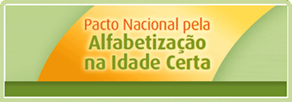 Pacto Nacional pela
Alfabetização
na Idade Certa